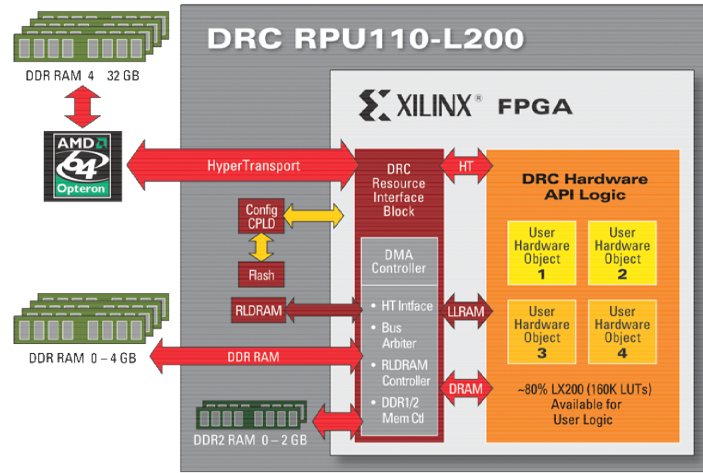 DRC RPU110-L200
DDR RAM 4 32 GB
XILINX® FPGA
AMD
64
Opteron
HyperTransport
DRC
Resource
Interface
Block
HT
DRC Hardware
API Logic
Config
CPLD
Flash
DMA
Controller
• HT Intface
• Bus
Arbiter
• RLDRAM
Controller
• DDR1/2
Mem Ctl
User
Hardware
Object
1
User
Hardware
Object
2
RLDRAM
LLRAM
User
Hardware
Object
3
User
Hardware
Object
4
DDR RAM 0 – 4 GB
DDR RAM
DRAM
~80% LX200 (160K LUTs)
Available for
User Logic
DDR2 RAM 0 – 2 GB